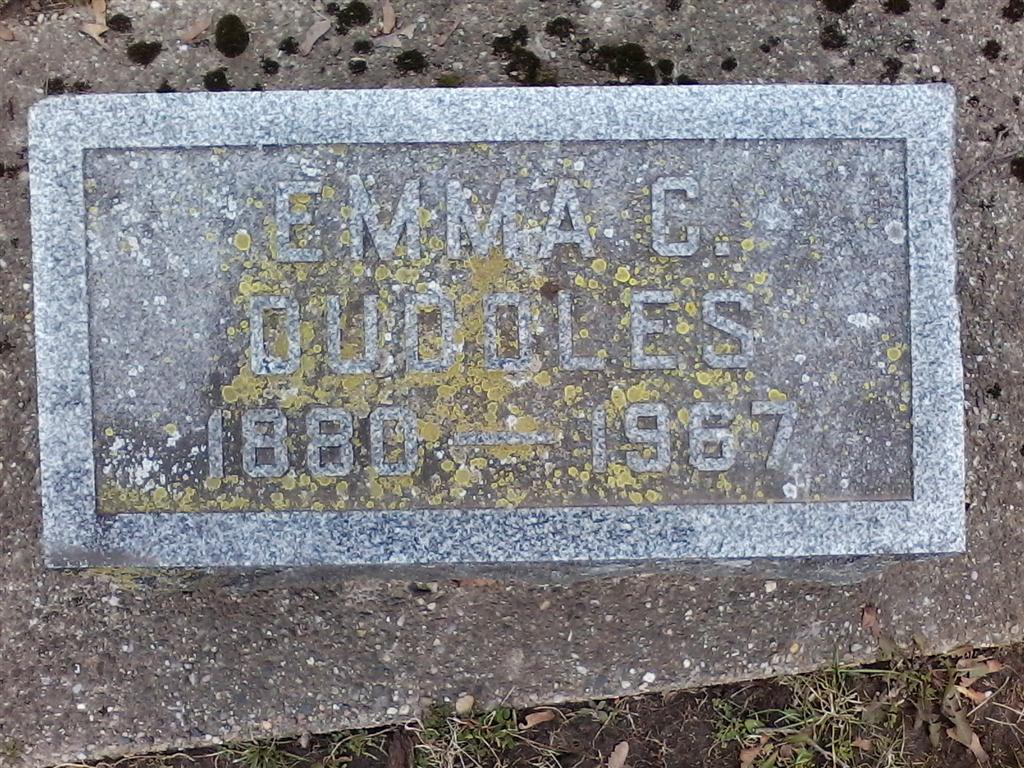 EMMA C.
DUDDLES
1880 — 1967